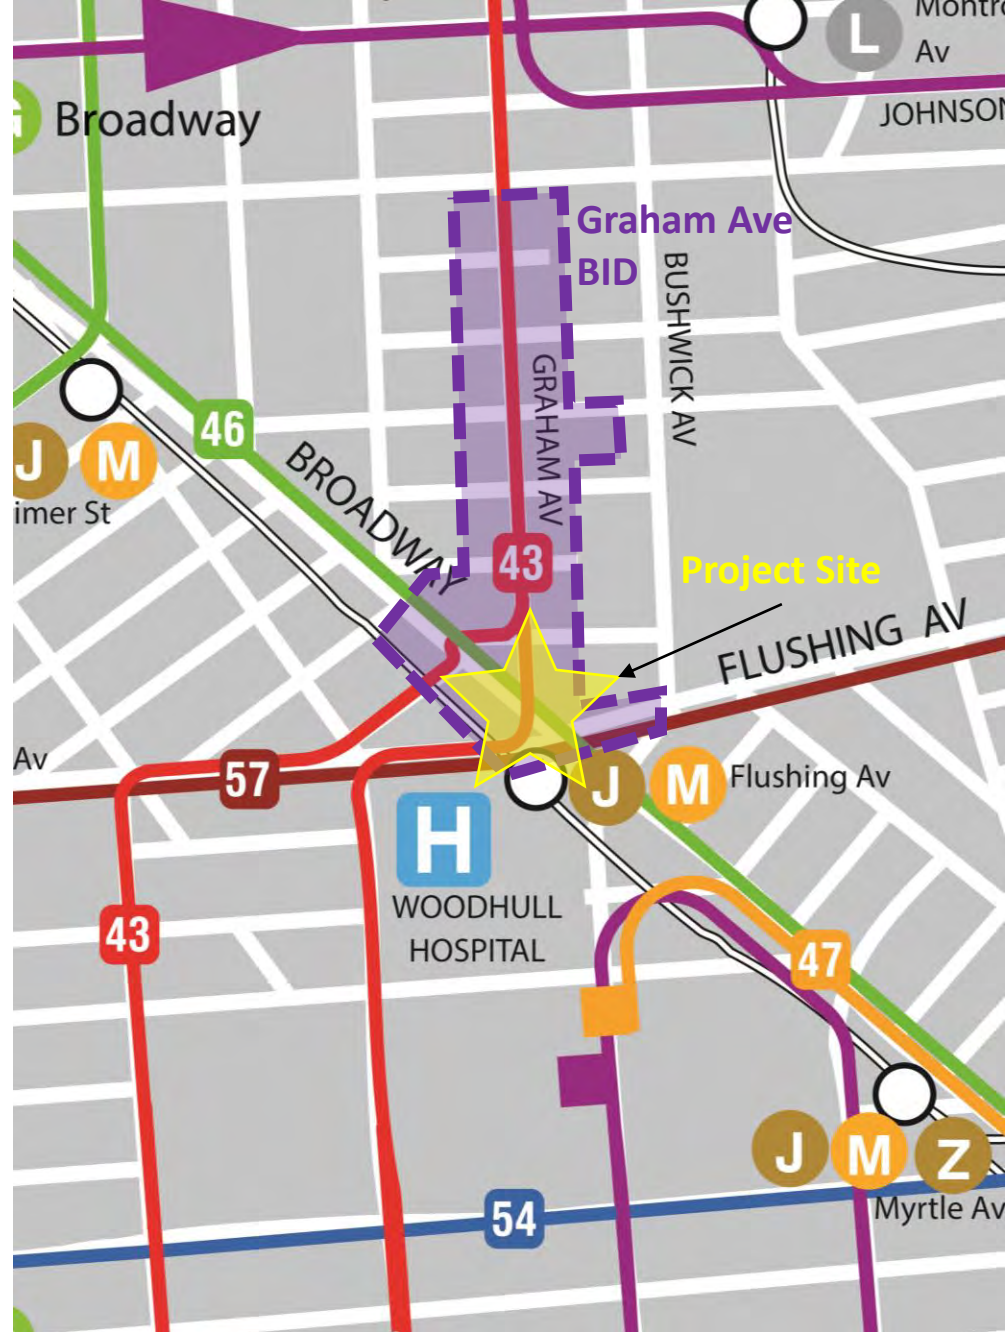 Montro
L
Av
JOHNSON
G
Broadway
Graham Ave
BID
BUSHWICK AV
GRAHAM AV
46
J M
imer St
BROADWAY
43
Project Site
FLUSHING AV
Av
57
J M Flushing Av
H
WOODHULL
HOSPITAL
43
47
J M Z
54
Myrtle Av